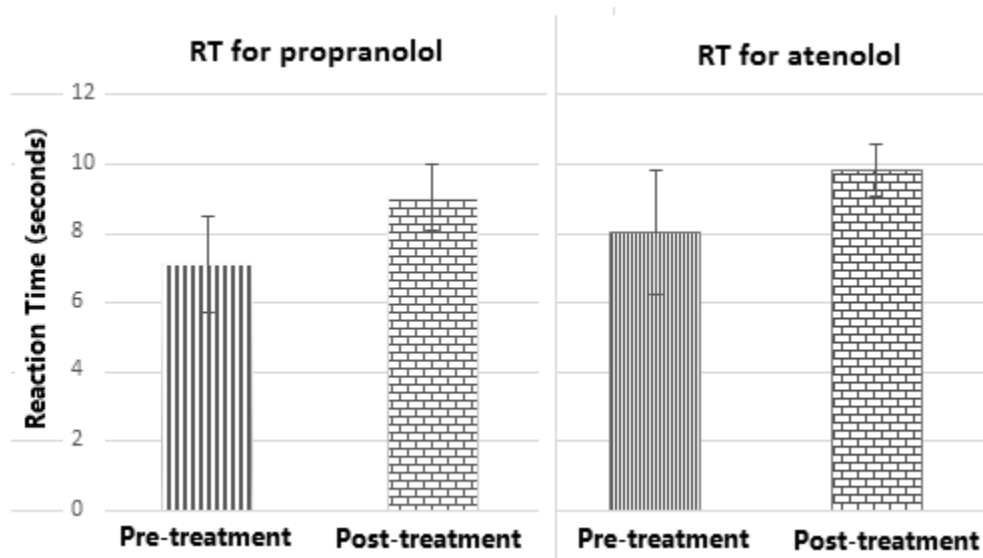 RT for propranolol
RT for atenolol
Reaction Time (seconds)
12
10
8
6
4
2
0
Pre-treatment
Post-treatment
Pre-treatment
Post-treatment